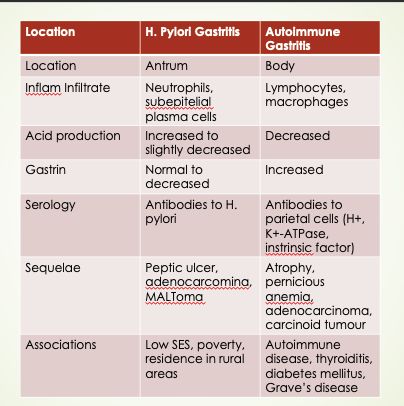 Location H. Pylori Gastritis Autoimmune
Gastritis
Location Antrum Body
Inflam Infiltrate Neutrophils, Lymphocytes,
subepitelial macrophages
plasma cells
Acid production Increased to Decreased
slightly decreased
Gastrin Normal to Increased
decreased
Serology Antibodies to H. Antibodies to
pylori parietal cells (H+,
K+-ATPase,
instrinsic factor)
Sequelae Peptic ulcer, Atrophy,
adenocarcomina, pernicious
MALToma anemia,
adenocarcinoma,
carcinoid tumour
Associations Low SES, poverty, Autoimmune
residence in rural disease, thyroiditis,
areas diabetes mellitus,
Grave’s disease